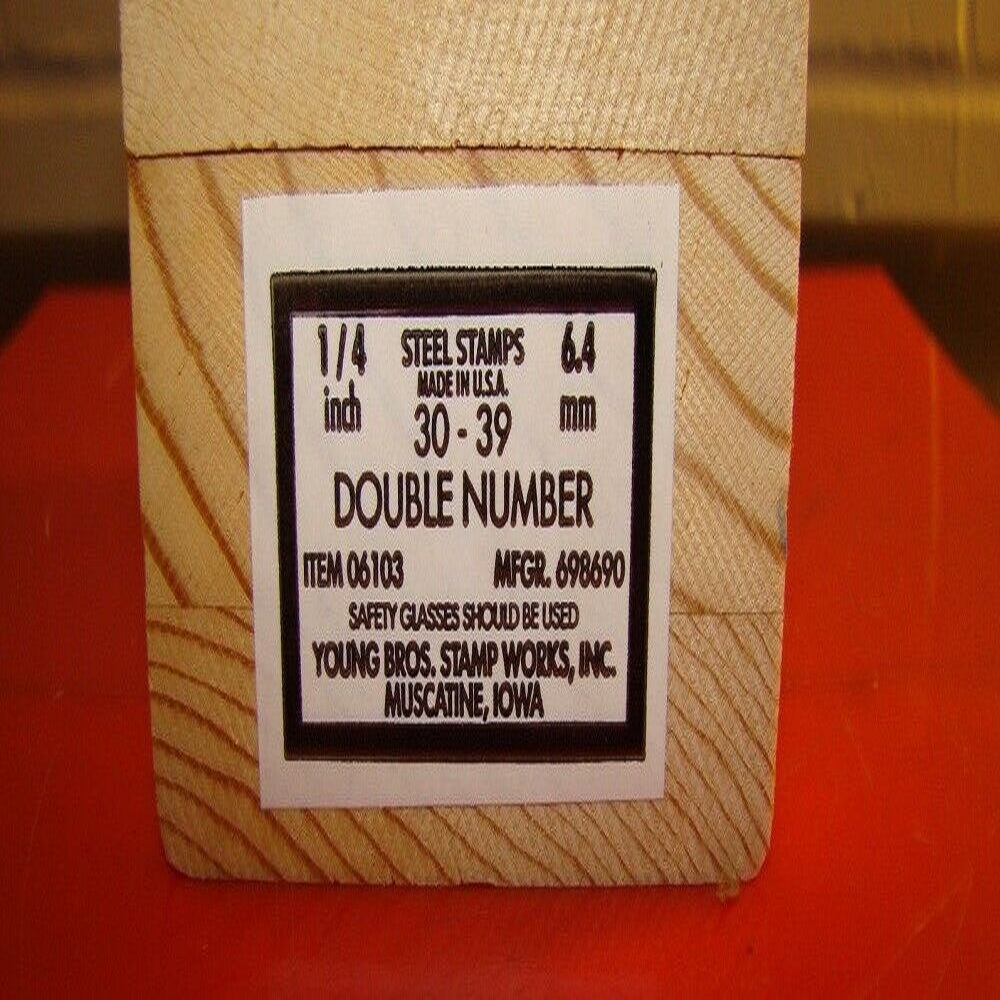 1/4 STEEL STAMPS 6.4
MADE IN U.S.A.
inch 30 - 39 mm
DOUBLE NUMBER
ITEM 06103 MFGR. 698690
SAFETY GLASSES SHOULD BE USED
YOUNG BROS. STAMP WORKS, INC.
MUSCATINE, IOWA